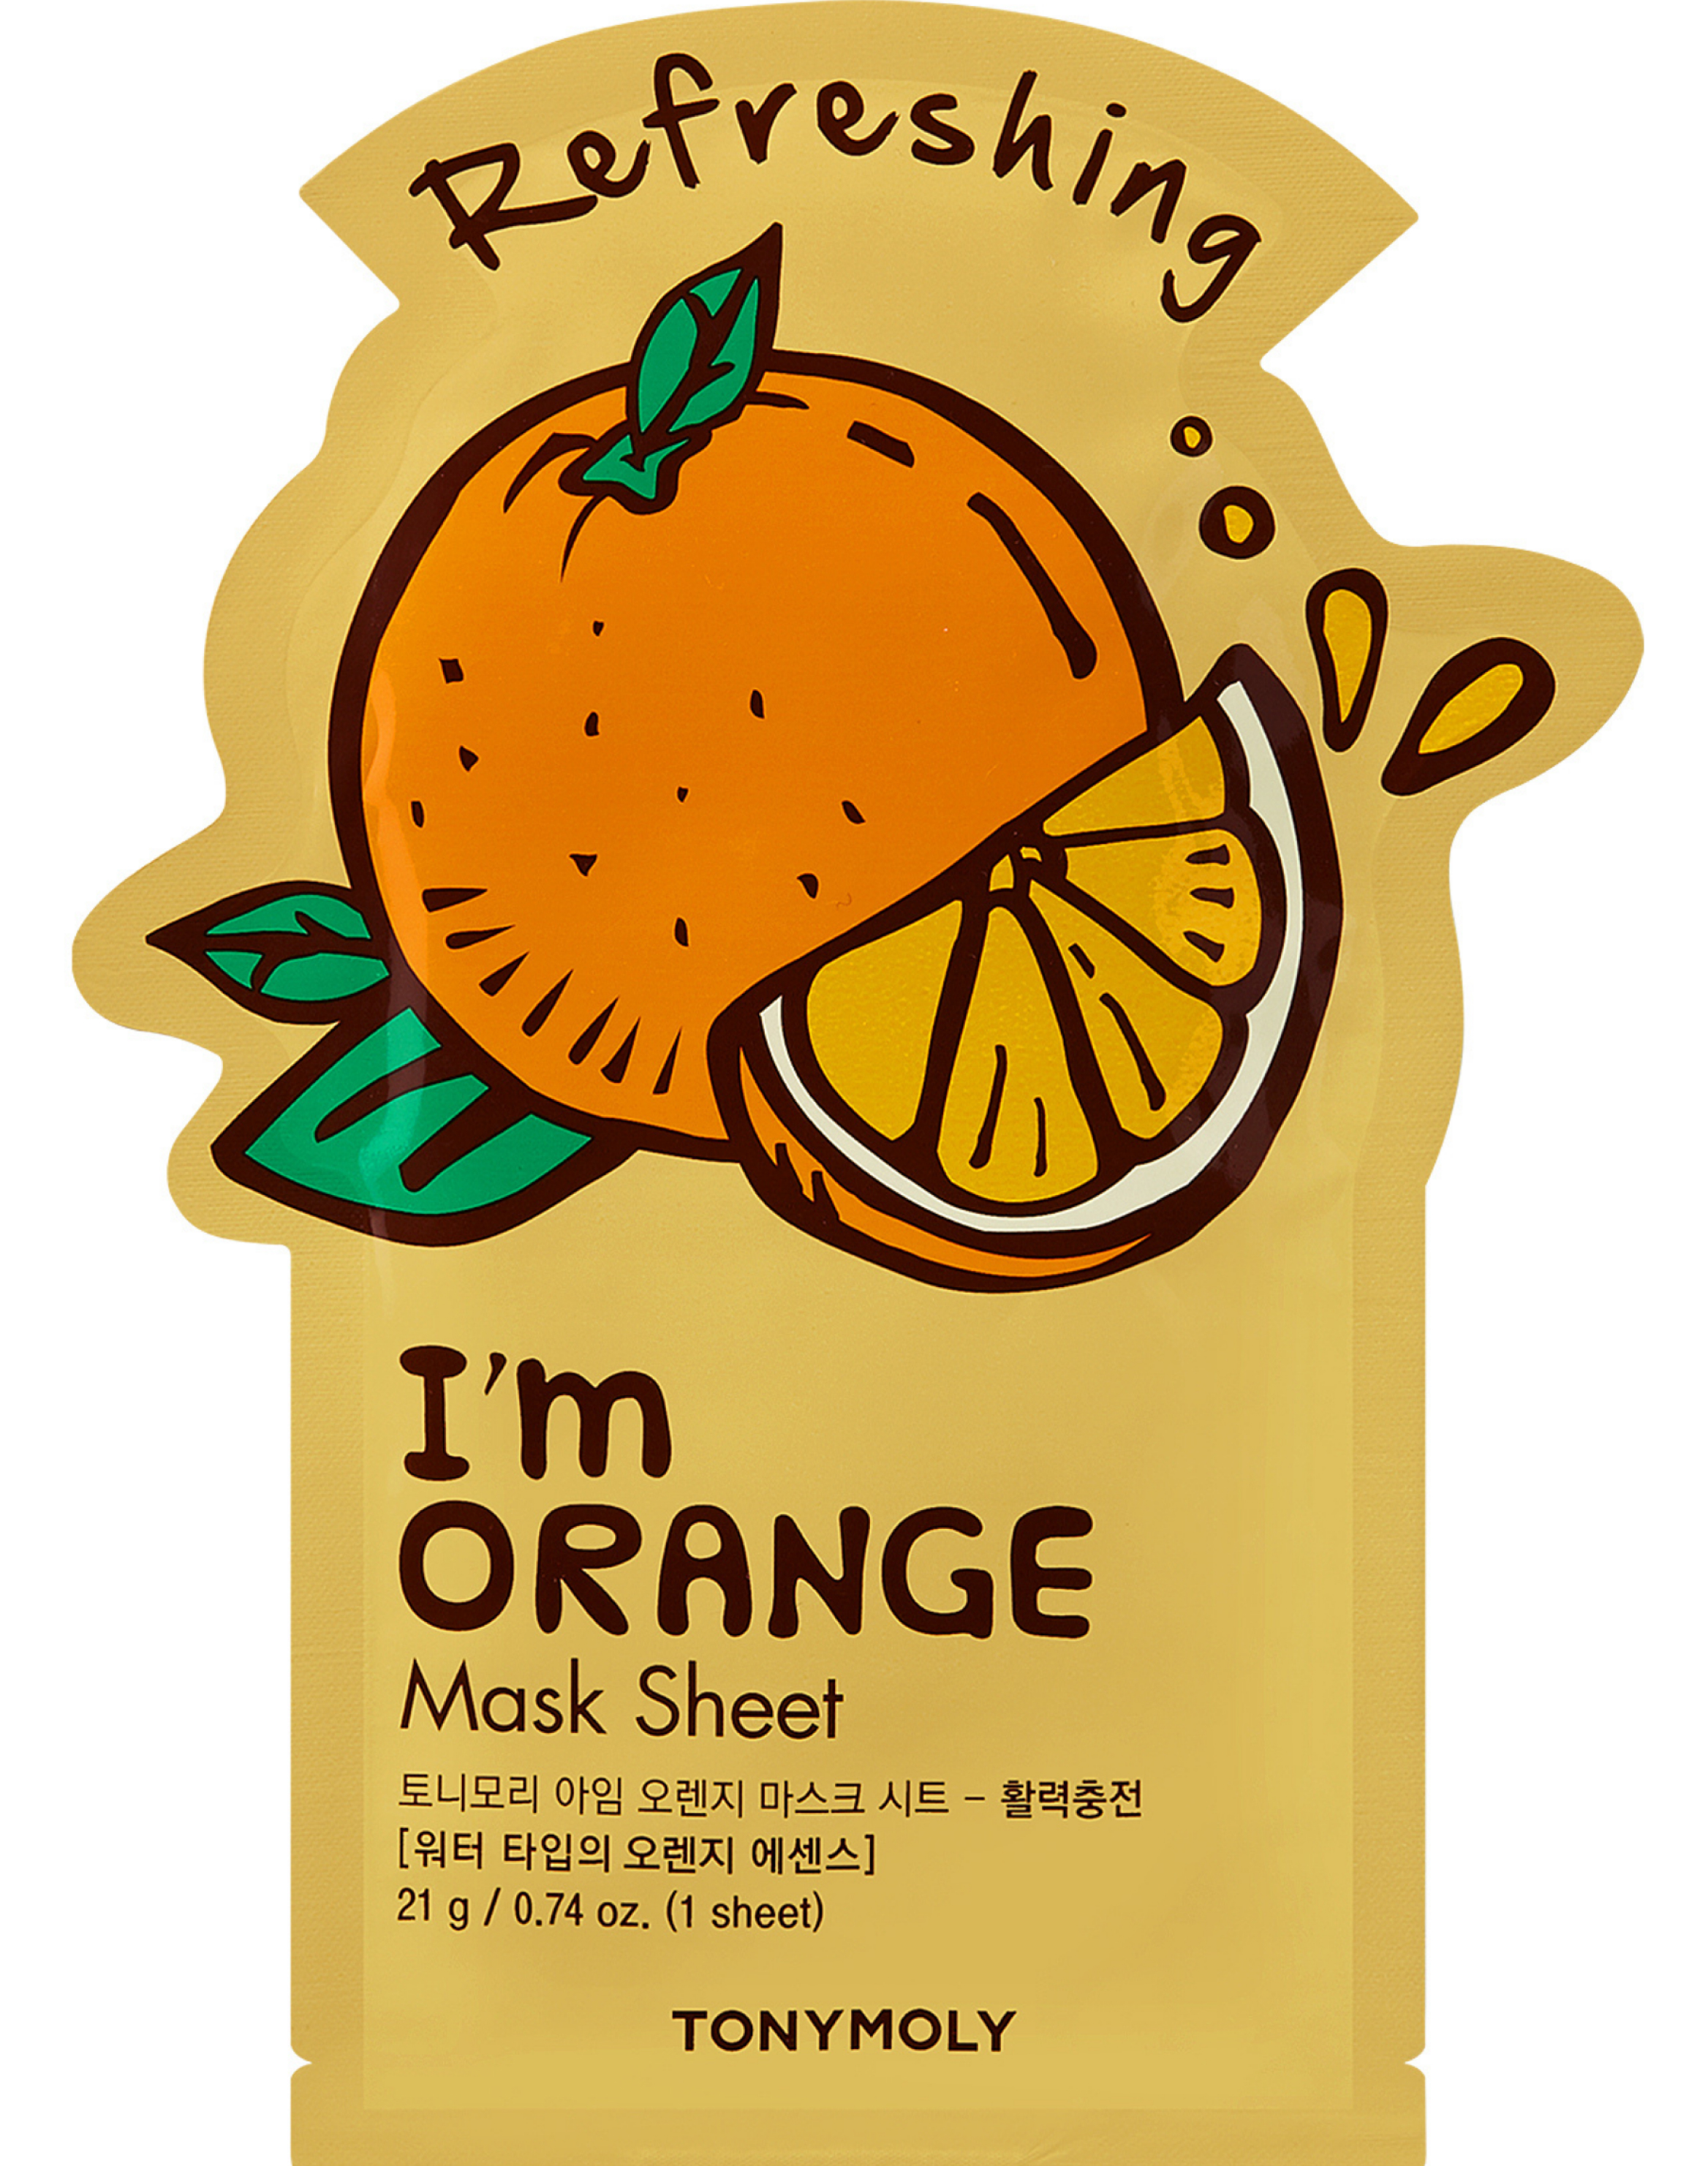 Refreshing
I'm
ORANGE
Mask Sheet
토니모리 아임 오렌지 마스크 시트 - 활력충전
[워터 타입의 오렌지 에센스]
21 g / 0.74 oz. (1 sheet)
TONYMOLY